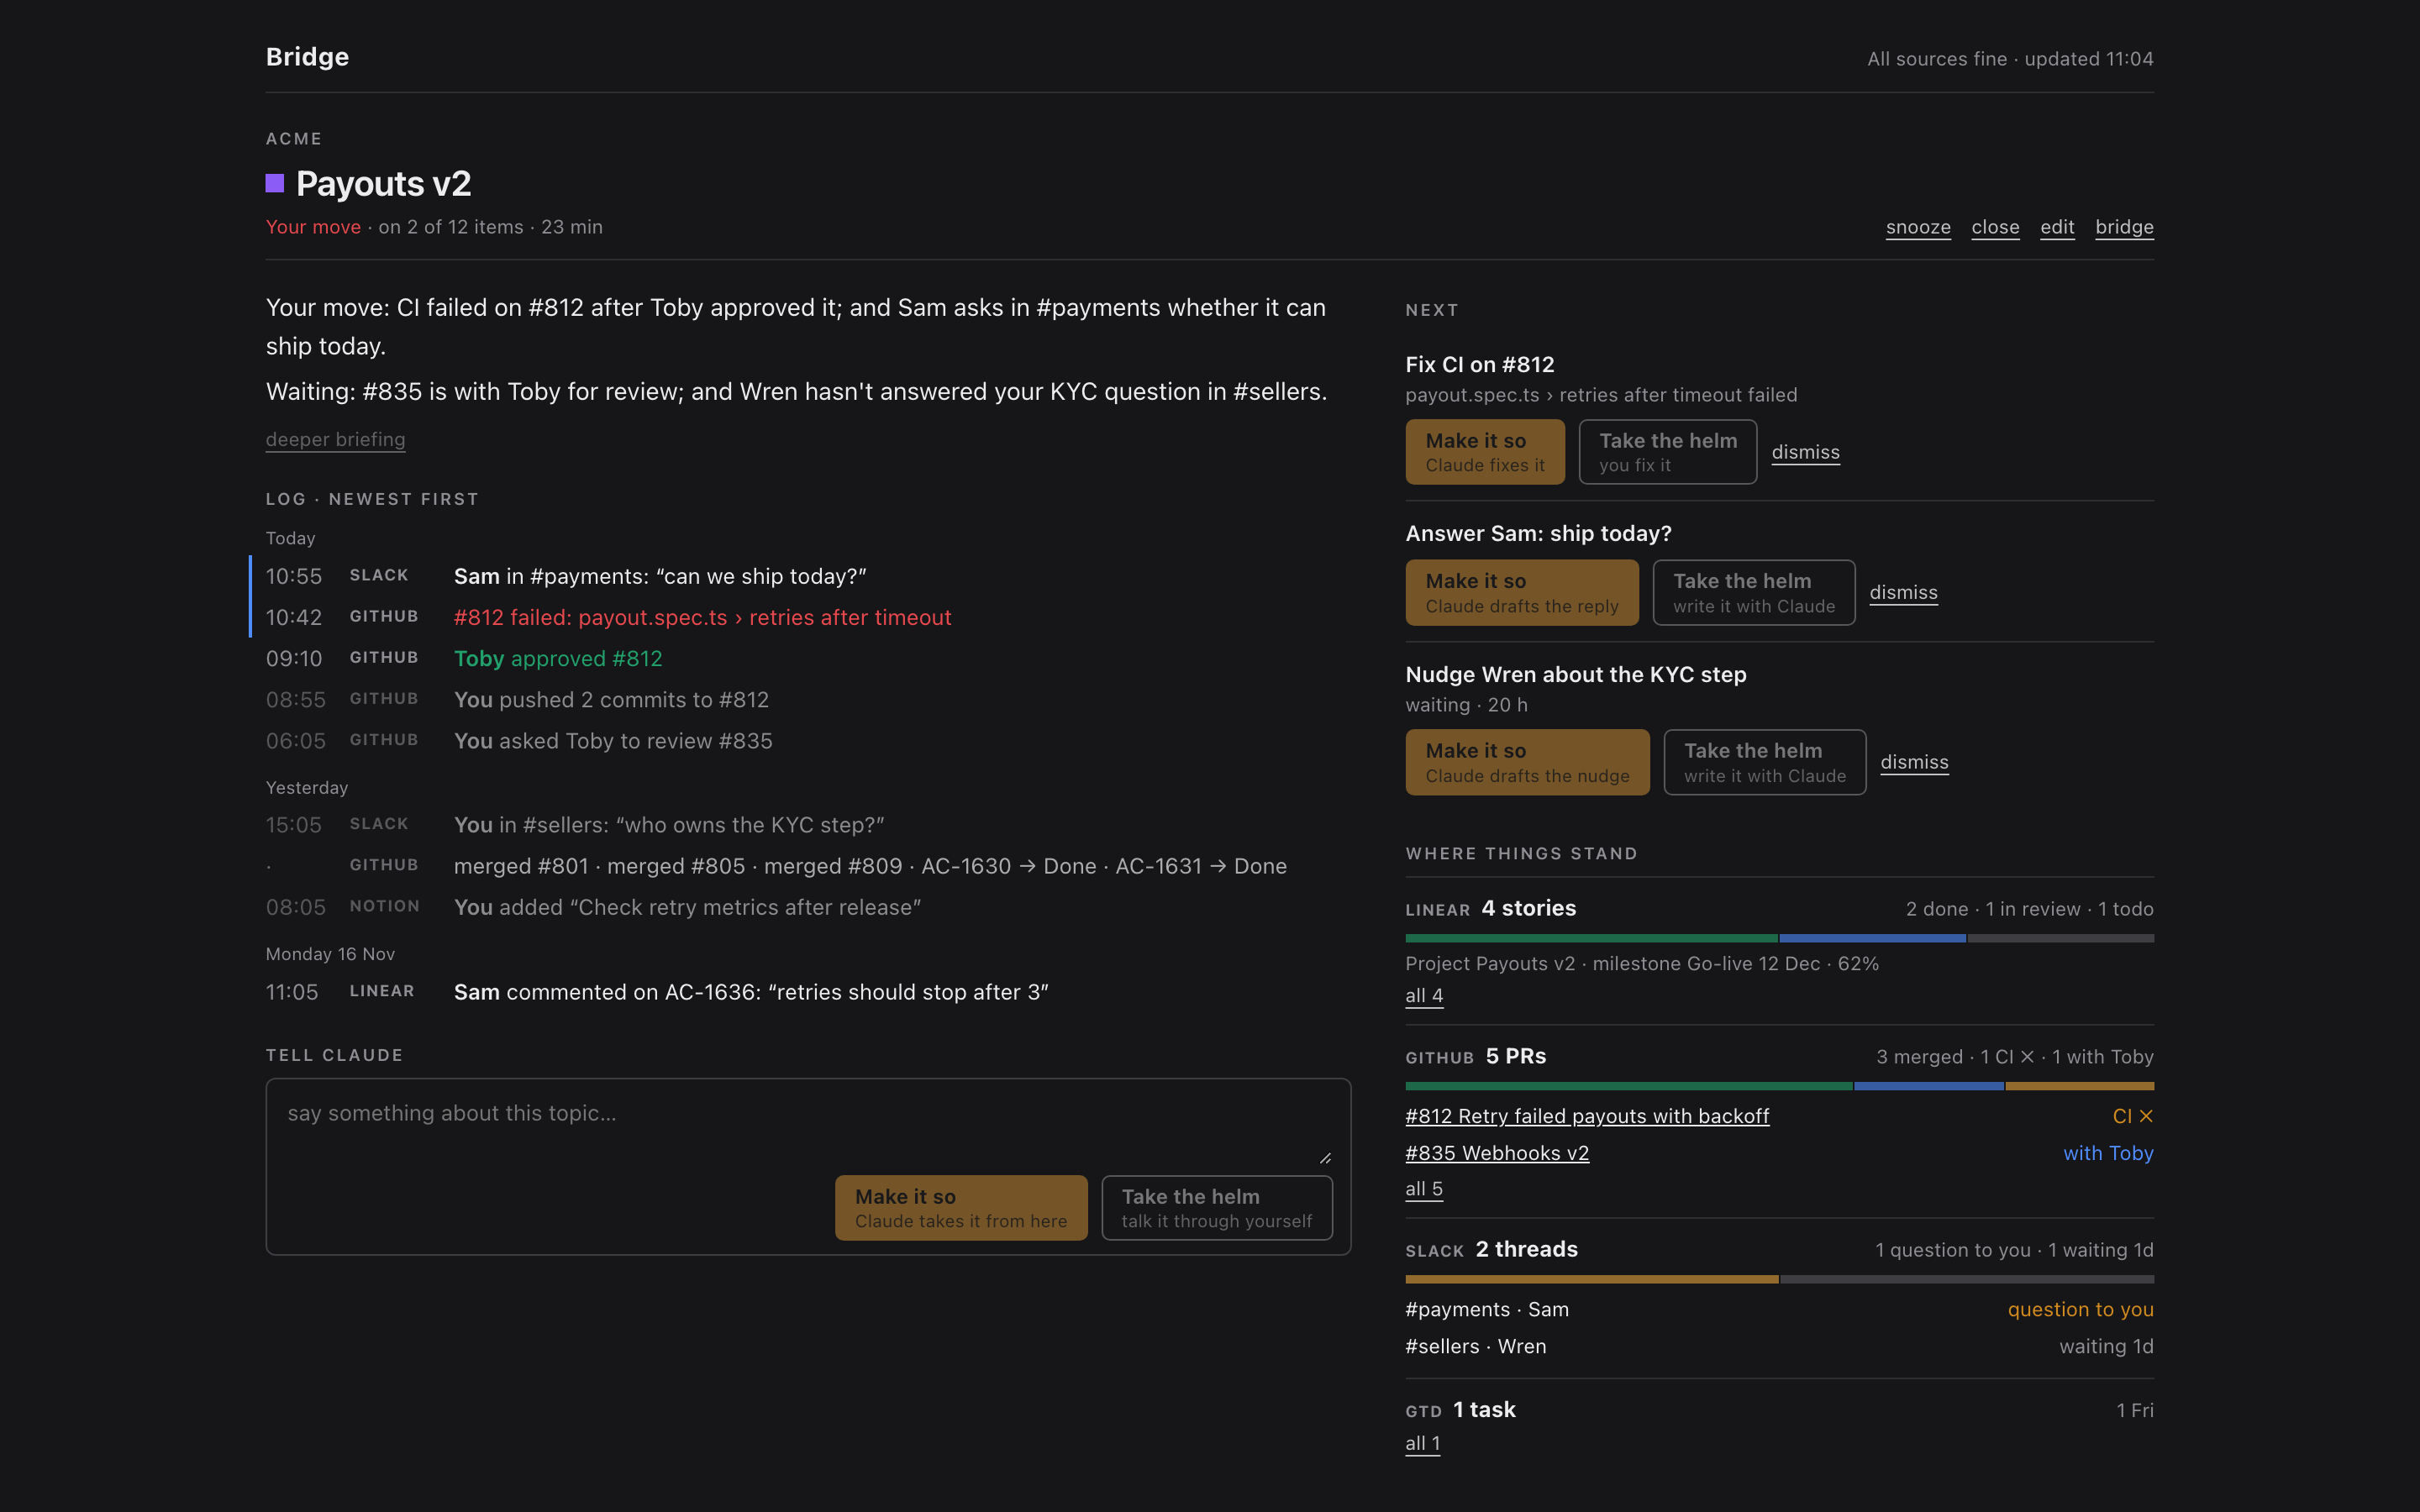 Bridge
All sources fine · updated 11:04
ACME
Payouts v2
Your move · on 2 of 12 items · 23 min
snooze close edit bridge
Your move: CI failed on #812 after Toby approved it; and Sam asks in #payments whether it can
ship today.
Waiting: #835 is with Toby for review; and Wren hasn't answered your KYC question in #sellers.
deeper briefing
LOG · NEWEST FIRST
Today
10:55 SLACK Sam in #payments: “can we ship today?”
10:42 GITHUB #812 failed: payout.spec.ts › retries after timeout
09:10 GITHUB Toby approved #812
08:55 GITHUB You pushed 2 commits to #812
06:05 GITHUB You asked Toby to review #835
Yesterday
15:05 SLACK You in #sellers: “who owns the KYC step?”
· GITHUB merged #801 · merged #805 · merged #809 · AC-1630 → Done · AC-1631 → Done
08:05 NOTION You added “Check retry metrics after release”
Monday 16 Nov
11:05 LINEAR Sam commented on AC-1636: “retries should stop after 3”
TELL CLAUDE
say something about this topic...
Make it so
Claude takes it from here
Take the helm
talk it through yourself
NEXT
Fix CI on #812
payout.spec.ts › retries after timeout failed
Make it so
Claude fixes it
Take the helm
you fix it
dismiss
Answer Sam: ship today?
Make it so
Claude drafts the reply
Take the helm
write it with Claude
dismiss
Nudge Wren about the KYC step
waiting · 20 h
Make it so
Claude drafts the nudge
Take the helm
write it with Claude
dismiss
WHERE THINGS STAND
LINEAR 4 stories
2 done · 1 in review · 1 todo
Project Payouts v2 · milestone Go-live 12 Dec · 62%
all 4
GITHUB 5 PRs
3 merged · 1 CI ✕ · 1 with Toby
#812 Retry failed payouts with backoff
CI ✕
#835 Webhooks v2
with Toby
all 5
SLACK 2 threads
1 question to you · 1 waiting 1d
#payments · Sam
question to you
#sellers · Wren
waiting 1d
GTD 1 task
1 Fri
all 1